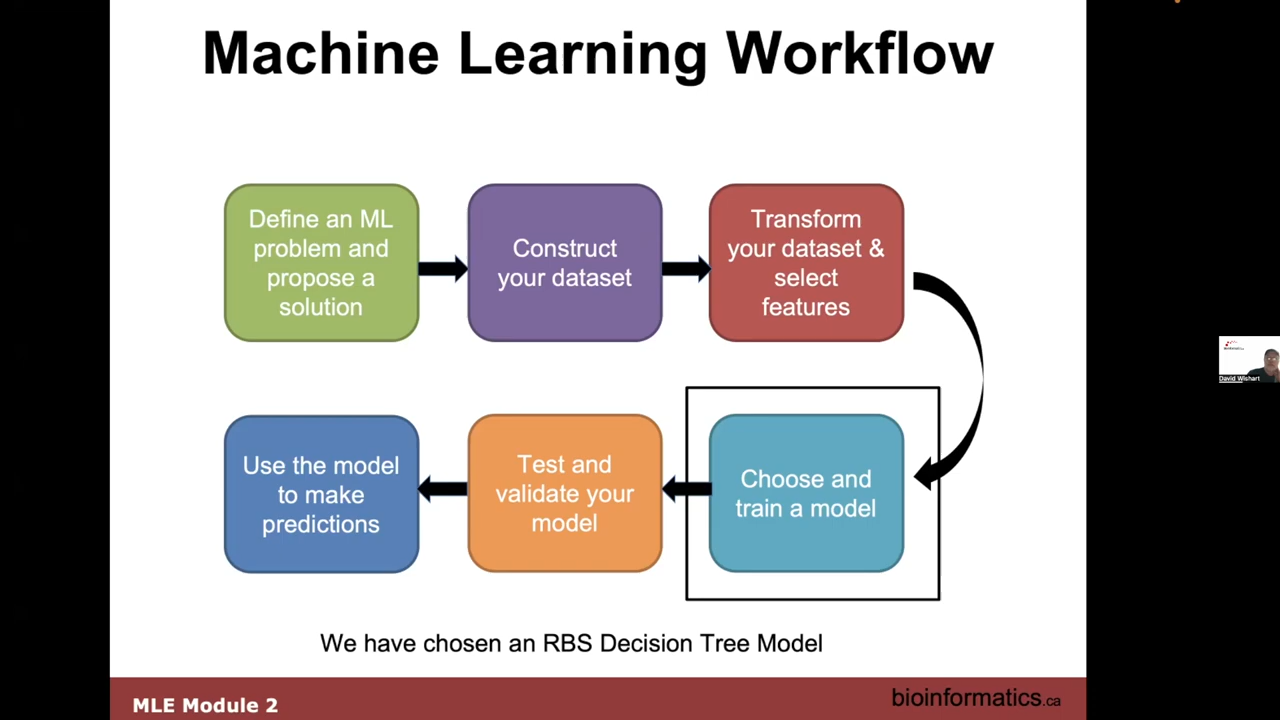 Machine Learning Workflow
Define an ML
problem and
propose a
solution
Construct
your dataset
Transform
your dataset &
select
features
Choose and
train a model
Test and
validate your
model
Use the model
to make
predictions
We have chosen an RBS Decision Tree Model
MLE Module 2
bioinformatics.ca
David Wishart